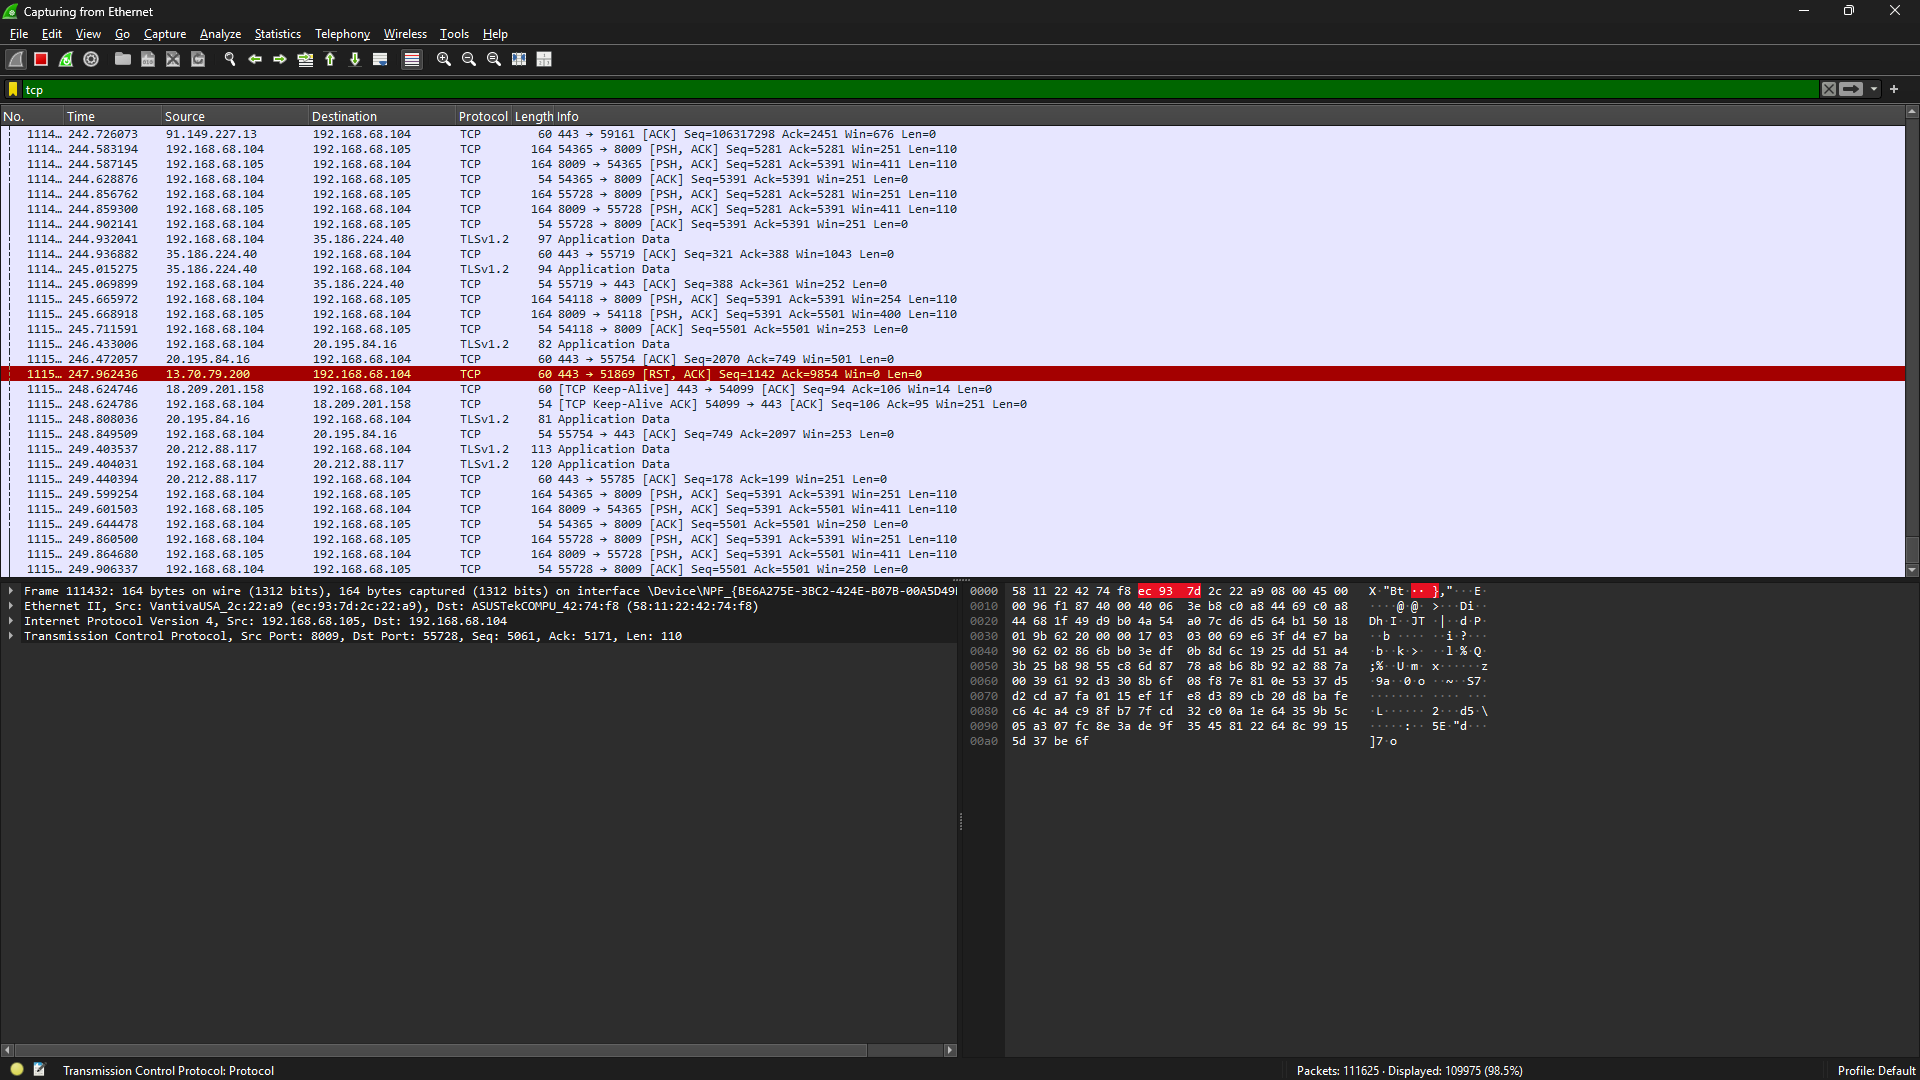 Capturing from Ethernet
File Edit View Go Capture Analyze Statistics Telephony Wireless Tools Help
tcp
No. Time Source Destination Protocol Length Info
1114… 242.726073 91.149.227.13 192.168.68.104 TCP 60 443 → 59161 [ACK] Seq=106317298 Ack=2451 Win=676 Len=0
1114… 244.583194 192.168.68.104 192.168.68.105 TCP 164 54365 → 8009 [PSH, ACK] Seq=5281 Ack=5281 Win=251 Len=110
1114… 244.587145 192.168.68.105 192.168.68.104 TCP 164 8009 → 54365 [PSH, ACK] Seq=5281 Ack=5391 Win=411 Len=110
1114… 244.628876 192.168.68.104 192.168.68.105 TCP 54 54365 → 8009 [ACK] Seq=5391 Ack=5391 Win=251 Len=0
1114… 244.856762 192.168.68.104 192.168.68.105 TCP 164 55728 → 8009 [PSH, ACK] Seq=5281 Ack=5281 Win=251 Len=110
1114… 244.859300 192.168.68.105 192.168.68.104 TCP 164 8009 → 55728 [PSH, ACK] Seq=5281 Ack=5391 Win=411 Len=110
1114… 244.902141 192.168.68.104 192.168.68.105 TCP 54 55728 → 8009 [ACK] Seq=5391 Ack=5391 Win=251 Len=0
1114… 244.932041 192.168.68.104 35.186.224.40 TLSv1.2 97 Application Data
1114… 244.936882 35.186.224.40 192.168.68.104 TCP 60 443 → 55719 [ACK] Seq=321 Ack=388 Win=1043 Len=0
1114… 245.015275 35.186.224.40 192.168.68.104 TLSv1.2 94 Application Data
1114… 245.069899 192.168.68.104 35.186.224.40 TCP 54 55719 → 443 [ACK] Seq=388 Ack=361 Win=252 Len=0
1115… 245.665972 192.168.68.104 192.168.68.105 TCP 164 54118 → 8009 [PSH, ACK] Seq=5391 Ack=5391 Win=254 Len=110
1115… 245.668918 192.168.68.105 192.168.68.104 TCP 164 8009 → 54118 [PSH, ACK] Seq=5391 Ack=5501 Win=400 Len=110
1115… 245.711591 192.168.68.104 192.168.68.105 TCP 54 54118 → 8009 [ACK] Seq=5501 Ack=5501 Win=253 Len=0
1115… 246.433006 192.168.68.104 20.195.84.16 TLSv1.2 82 Application Data
1115… 246.472057 20.195.84.16 192.168.68.104 TCP 60 443 → 55754 [ACK] Seq=2070 Ack=749 Win=501 Len=0
1115… 247.962436 13.70.79.200 192.168.68.104 TCP 60 443 → 51869 [RST, ACK] Seq=1142 Ack=9854 Win=0 Len=0
1115… 248.624746 18.209.201.158 192.168.68.104 TCP 60 [TCP Keep-Alive] 443 → 54099 [ACK] Seq=94 Ack=106 Win=14 Len=0
1115… 248.624786 192.168.68.104 18.209.201.158 TCP 54 [TCP Keep-Alive ACK] 54099 → 443 [ACK] Seq=106 Ack=95 Win=251 Len=0
1115… 248.808036 20.195.84.16 192.168.68.104 TLSv1.2 81 Application Data
1115… 248.849509 192.168.68.104 20.195.84.16 TCP 54 55754 → 443 [ACK] Seq=749 Ack=2097 Win=253 Len=0
1115… 249.403537 20.212.88.117 192.168.68.104 TLSv1.2 113 Application Data
1115… 249.404031 192.168.68.104 20.212.88.117 TLSv1.2 120 Application Data
1115… 249.440394 20.212.88.117 192.168.68.104 TCP 60 443 → 55785 [ACK] Seq=178 Ack=199 Win=251 Len=0
1115… 249.599254 192.168.68.104 192.168.68.105 TCP 164 54365 → 8009 [PSH, ACK] Seq=5391 Ack=5391 Win=251 Len=110
1115… 249.601503 192.168.68.105 192.168.68.104 TCP 164 8009 → 54365 [PSH, ACK] Seq=5391 Ack=5501 Win=411 Len=110
1115… 249.644478 192.168.68.104 192.168.68.105 TCP 54 54365 → 8009 [ACK] Seq=5501 Ack=5501 Win=250 Len=0
1115… 249.860500 192.168.68.104 192.168.68.105 TCP 164 55728 → 8009 [PSH, ACK] Seq=5391 Ack=5391 Win=251 Len=110
1115… 249.864680 192.168.68.105 192.168.68.104 TCP 164 8009 → 55728 [PSH, ACK] Seq=5391 Ack=5501 Win=411 Len=110
1115… 249.906337 192.168.68.104 192.168.68.105 TCP 54 55728 → 8009 [ACK] Seq=5501 Ack=5501 Win=250 Len=0
Frame 111432: 164 bytes on wire (1312 bits), 164 bytes captured (1312 bits) on interface \Device\NPF_{BE6A275E-3BC2-424E-B07B-00A5D49
Ethernet II, Src: VantivaUSA_2c:22:a9 (ec:93:7d:2c:22:a9), Dst: ASUSTekCOMPU_42:74:f8 (58:11:22:42:74:f8)
Internet Protocol Version 4, Src: 192.168.68.105, Dst: 192.168.68.104
Transmission Control Protocol, Src Port: 8009, Dst Port: 55728, Seq: 5061, Ack: 5171, Len: 110
0000 58 11 22 42 74 f8 ec 93 7d 2c 22 a9 08 00 45 00 X·"Bt··· },"···E·
0010 00 96 f1 87 40 00 40 06 3e b8 c0 a8 44 69 c0 a8 ····@·@· >···Di··
0020 44 68 1f 49 d9 b0 4a 54 a0 7c d6 d5 64 b1 50 18 Dh·I··JT ·|··d·P·
0030 01 9b 62 20 00 00 17 03 03 00 69 e6 3f d4 e7 ba ··b ···· ··i·?···
0040 90 62 02 86 6b b0 3e df 0b 8d 6c 19 25 dd 51 a4 ·b··k·>· ··l·%·Q·
0050 3b 25 b8 98 55 c8 6d 87 78 a8 b6 8b 92 a2 88 7a ;%··U·m· x······z
0060 00 39 61 92 d3 30 8b 6f 08 f8 7e 81 0e 53 37 d5 ·9a··0·o ··~··S7·
0070 d2 cd a7 fa 01 15 ef 1f e8 d3 89 cb 20 d8 ba fe ········ ···· ···
0080 c6 4c a4 c9 8f b7 7f cd 32 c0 0a 1e 64 35 9b 5c ·L······ 2···d5·\
0090 05 a3 07 fc 8e 3a de 9f 35 45 81 22 64 8c 99 15 ·····:·· 5E·"d···
00a0 5d 37 be 6f ]7·o
Transmission Control Protocol: Protocol
Packets: 111625 · Displayed: 109975 (98.5%)
Profile: Default